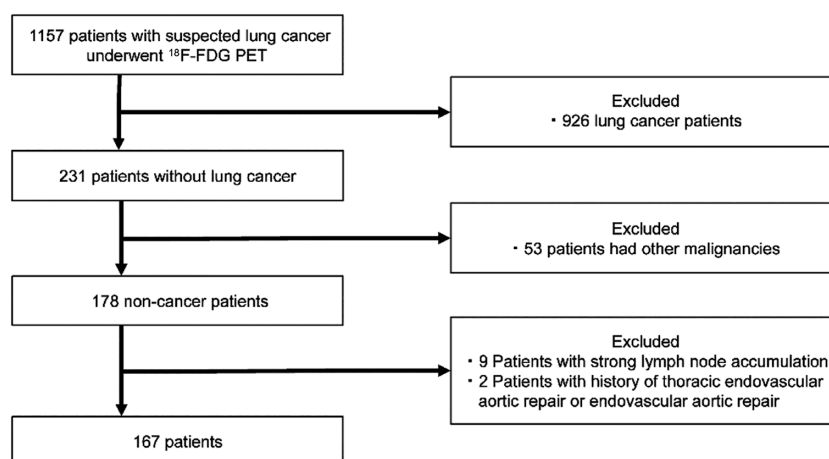 1157 patients with suspected lung cancer
underwent ¹⁸F-FDG PET
Excluded
・926 lung cancer patients
231 patients without lung cancer
Excluded
・53 patients had other malignancies
178 non-cancer patients
Excluded
・9 Patients with strong lymph node accumulation
・2 Patients with history of thoracic endovascular
aortic repair or endovascular aortic repair
167 patients